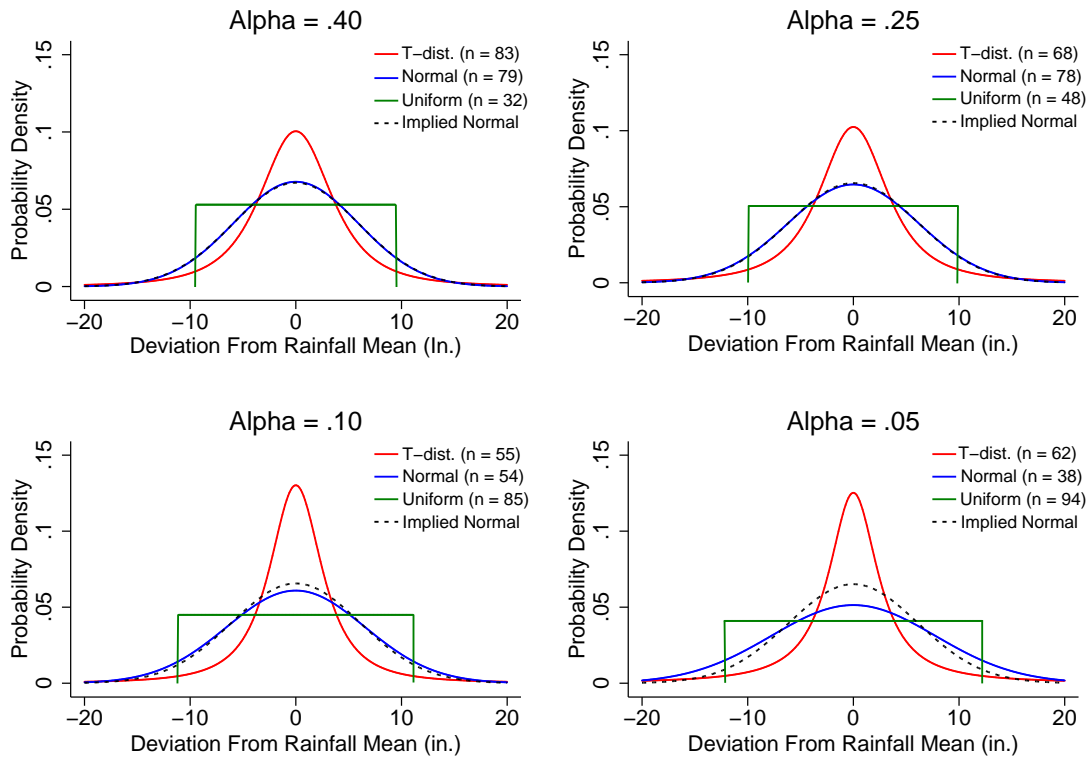 Alpha = .40
T−dist. (n = 83)
Normal (n = 79)
Uniform (n = 32)
Implied Normal
Probability Density
.15
.1
.05
0
−20 −10 0 10 20
Deviation From Rainfall Mean (In.)
Alpha = .25
T−dist. (n = 68)
Normal (n = 78)
Uniform (n = 48)
Implied Normal
Probability Density
.15
.1
.05
0
−20 −10 0 10 20
Deviation From Rainfall Mean (in.)
Alpha = .10
T−dist. (n = 55)
Normal (n = 54)
Uniform (n = 85)
Implied Normal
Probability Density
.15
.1
.05
0
−20 −10 0 10 20
Deviation From Rainfall Mean (in.)
Alpha = .05
T−dist. (n = 62)
Normal (n = 38)
Uniform (n = 94)
Implied Normal
Probability Density
.15
.1
.05
0
−20 −10 0 10 20
Deviation From Rainfall Mean (in.)